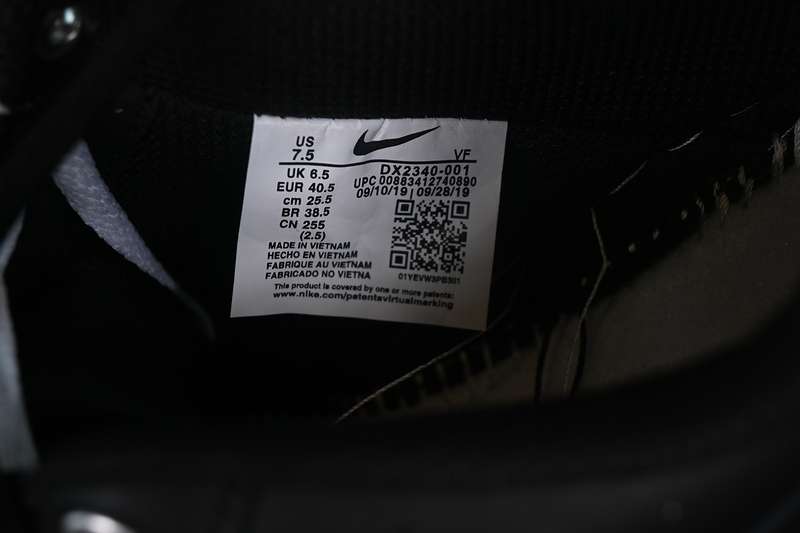 US
7.5
VF
UK 6.5
EUR 40.5
cm 25.5
BR 38.5
CN 255
(2.5)
DX2340-001
UPC 00883412740890
09/10/19 | 09/28/19
MADE IN VIETNAM
HECHO EN VIETNAM
FABRIQUE AU VIETNAM
FABRICADO NO VIETNA
01YEVW3PB301
This product is covered by one or more patents:
www.nike.com/patentsvirtualmarking